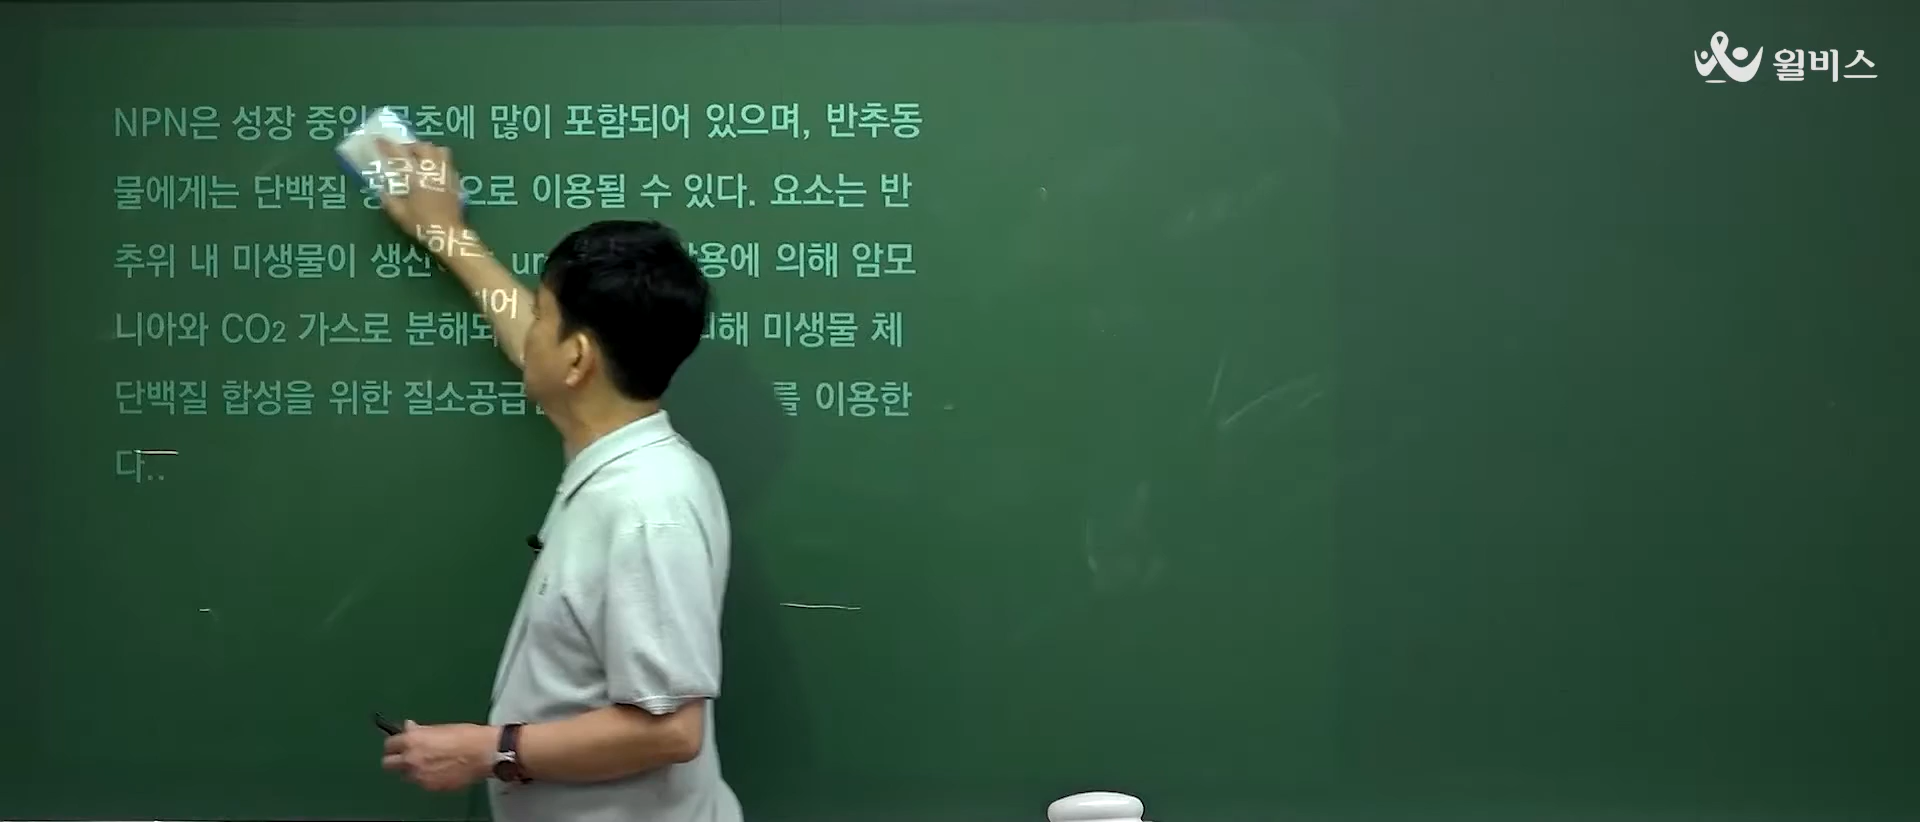 윌비스
NPN은 성장 중인 목초에 많이 포함되어 있으며, 반추동
물에게는 단백질 공급원으로 이용될 수 있다. 요소는 반
추위 내 미생물이 생산하는 ur 작용에 의해 암모
니아와 CO2 가스로 분해되어 의해 미생물 체
단백질 합성을 위한 질소공급 를 이용한
다..